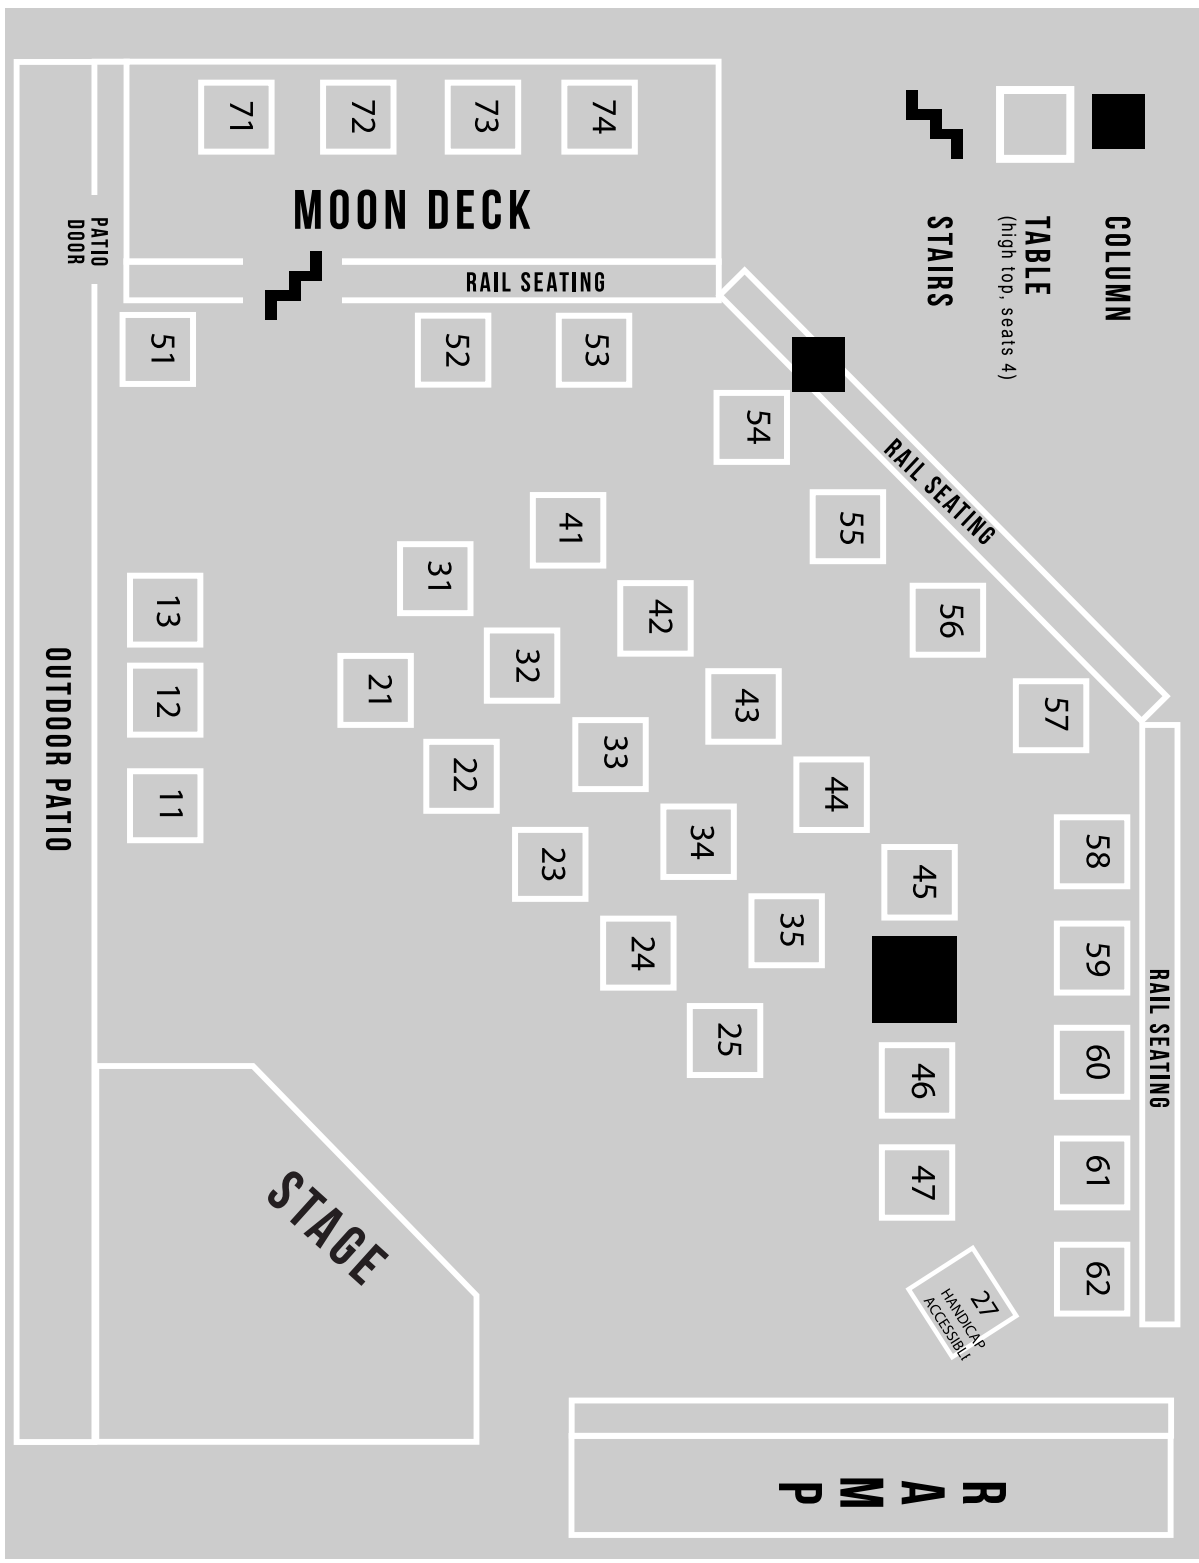 71
72
73
74
MOON DECK
PATIO
DOOR
RAIL SEATING
COLUMN
TABLE
(high top, seats 4)
STAIRS
51
52
53
54
RAIL SEATING
55
56
57
41
42
43
44
45
31
32
33
34
35
21
22
23
24
25
13
12
11
OUTDOOR PATIO
58
59
60
61
62
RAIL SEATING
46
47
27
HANDICAP
ACCESSIBLE
STAGE
RAMP